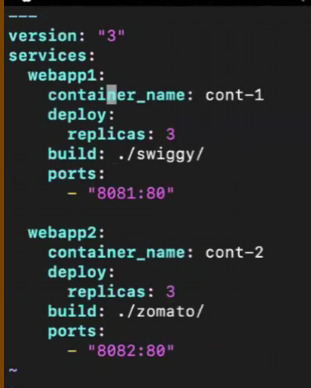 ---
version: "3"
services:
  webapp1:
    container_name: cont-1
    deploy:
      replicas: 3
    build: ./swiggy/
    ports:
      - "8081:80"

  webapp2:
    container_name: cont-2
    deploy:
      replicas: 3
    build: ./zomato/
    ports:
      - "8082:80"
~